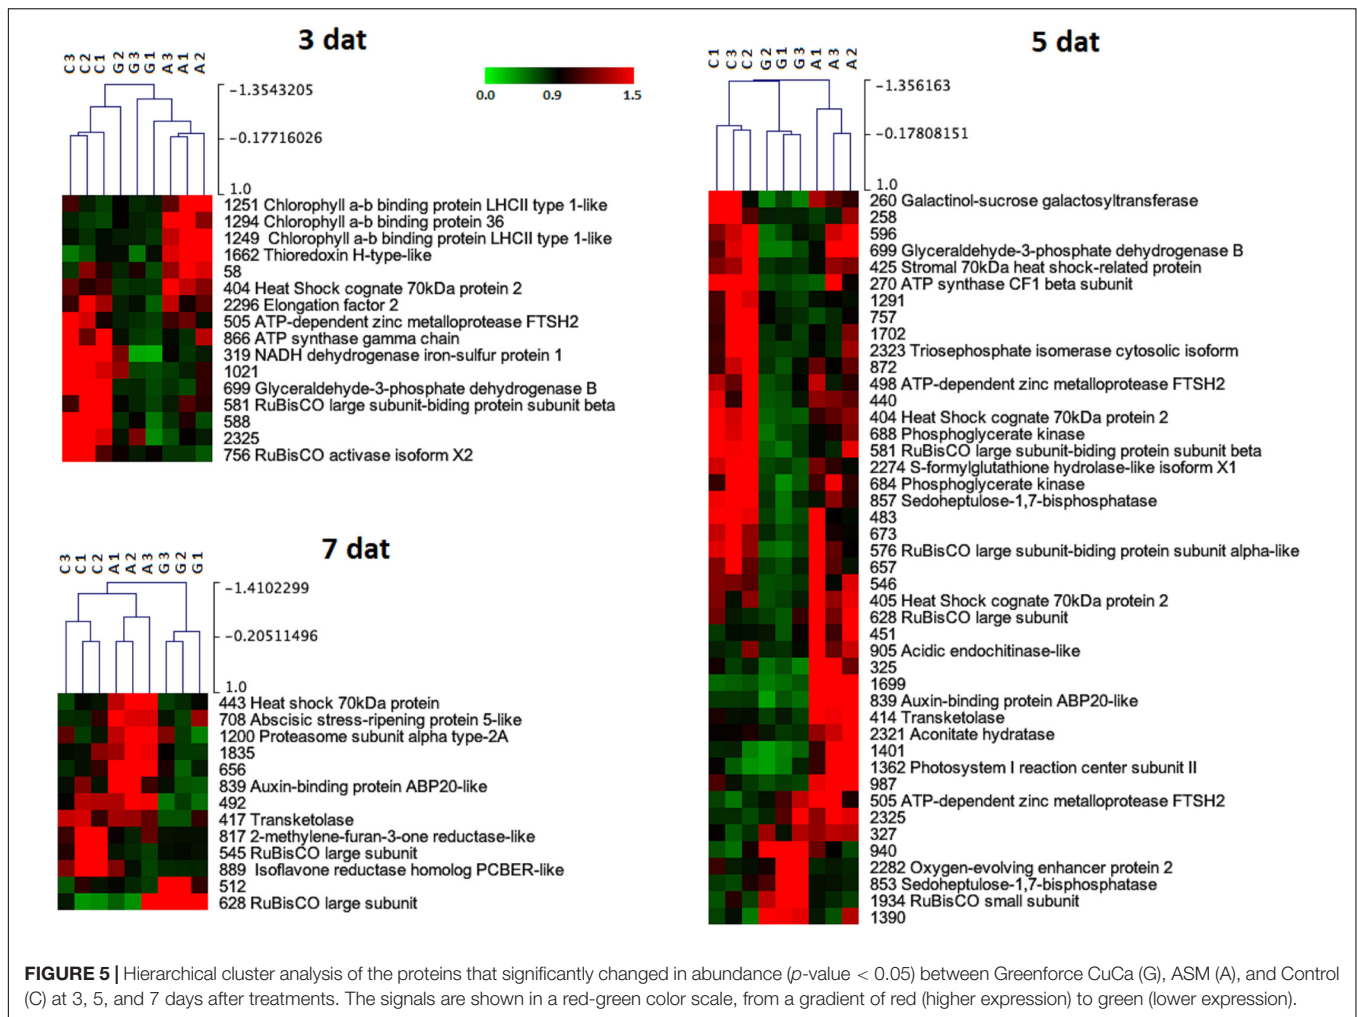 3 dat
C3 C2 C1 G2 G3 G1 A3 A1 A2
0.0 0.9 1.5
-1.3543205
-0.17716026
1.0
1251 Chlorophyll a-b binding protein LHCII type 1-like
1294 Chlorophyll a-b binding protein 36
1249 Chlorophyll a-b binding protein LHCII type 1-like
1662 Thioredoxin H-type-like
58
404 Heat Shock cognate 70kDa protein 2
2296 Elongation factor 2
505 ATP-dependent zinc metalloprotease FTSH2
866 ATP synthase gamma chain
319 NADH dehydrogenase iron-sulfur protein 1
1021
699 Glyceraldehyde-3-phosphate dehydrogenase B
581 RuBisCO large subunit-biding protein subunit beta
588
2325
756 RuBisCO activase isoform X2
7 dat
C3 C1 C2 A1 A2 A3 G3 G2 G1
-1.4102299
-0.20511496
1.0
443 Heat shock 70kDa protein
708 Abscisic stress-ripening protein 5-like
1200 Proteasome subunit alpha type-2A
1835
656
839 Auxin-binding protein ABP20-like
492
417 Transketolase
817 2-methylene-furan-3-one reductase-like
545 RuBisCO large subunit
889 Isoflavone reductase homolog PCBER-like
512
628 RuBisCO large subunit
5 dat
C1 C3 C2 G2 G1 G3 A1 A3 A2
-1.356163
-0.17808151
1.0
260 Galactinol-sucrose galactosyltransferase
258
596
699 Glyceraldehyde-3-phosphate dehydrogenase B
425 Stromal 70kDa heat shock-related protein
270 ATP synthase CF1 beta subunit
1291
757
1702
2323 Triosephosphate isomerase cytosolic isoform
872
498 ATP-dependent zinc metalloprotease FTSH2
440
404 Heat Shock cognate 70kDa protein 2
688 Phosphoglycerate kinase
581 RuBisCO large subunit-biding protein subunit beta
2274 S-formylglutathione hydrolase-like isoform X1
684 Phosphoglycerate kinase
857 Sedoheptulose-1,7-bisphosphatase
483
673
576 RuBisCO large subunit-biding protein subunit alpha-like
657
546
405 Heat Shock cognate 70kDa protein 2
628 RuBisCO large subunit
451
905 Acidic endochitinase-like
325
1699
839 Auxin-binding protein ABP20-like
414 Transketolase
2321 Aconitate hydratase
1401
1362 Photosystem I reaction center subunit II
987
505 ATP-dependent zinc metalloprotease FTSH2
2325
327
940
2282 Oxygen-evolving enhancer protein 2
853 Sedoheptulose-1,7-bisphosphatase
1934 RuBisCO small subunit
1390
FIGURE 5 | Hierarchical cluster analysis of the proteins that significantly changed in abundance (p-value < 0.05) between Greenforce CuCa (G), ASM (A), and Control
(C) at 3, 5, and 7 days after treatments. The signals are shown in a red-green color scale, from a gradient of red (higher expression) to green (lower expression).